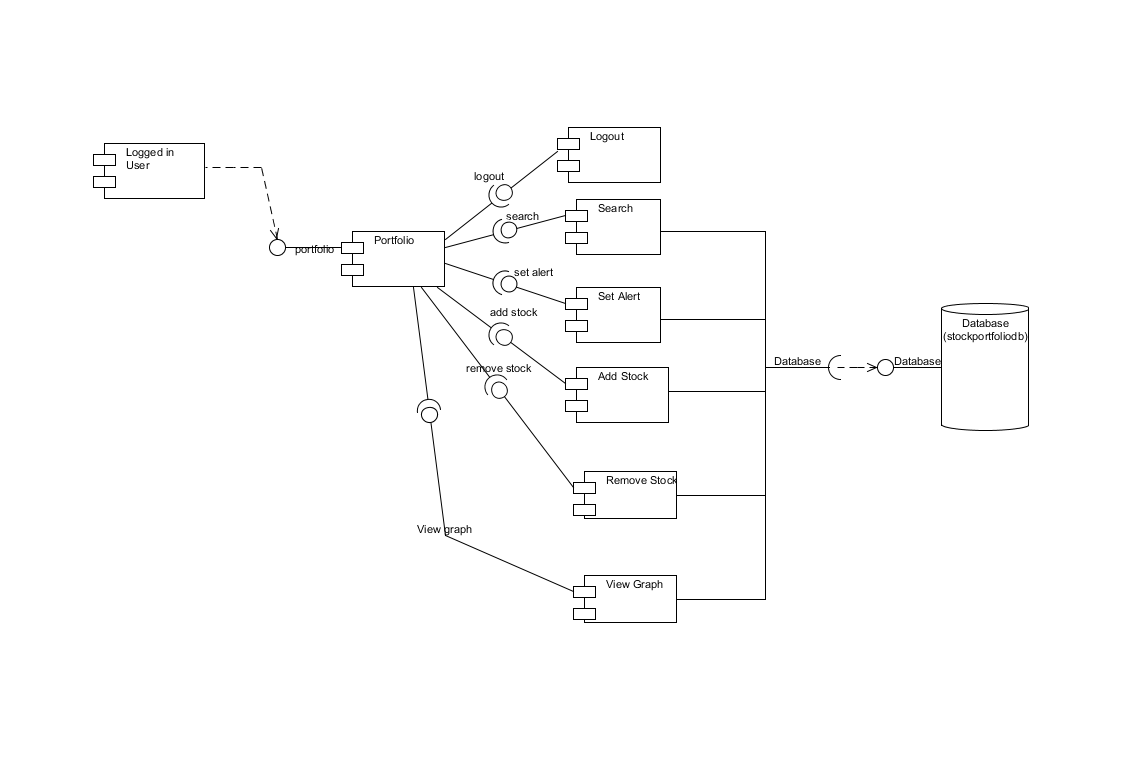 Logged in
User
portfolio
Portfolio
logout
search
set alert
add stock
remove stock
View graph
Logout
Search
Set Alert
Add Stock
Remove Stock
View Graph
Database
Database
Database
(stockportfoliodb)